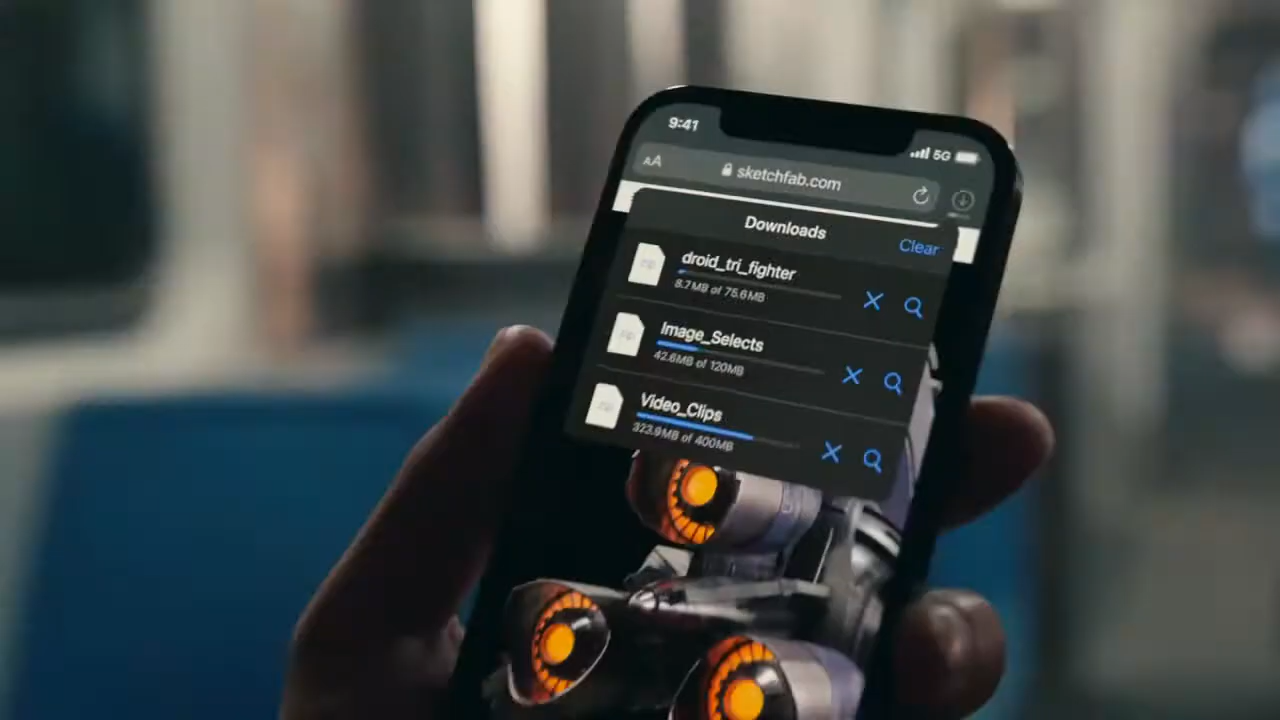 9:41
5G
AA
sketchfab.com
Downloads
Clear
droid_tri_fighter
8.7MB of 75.6MB
Image_Selects
42.6MB of 120MB
Video_Clips
323.9MB of 400MB